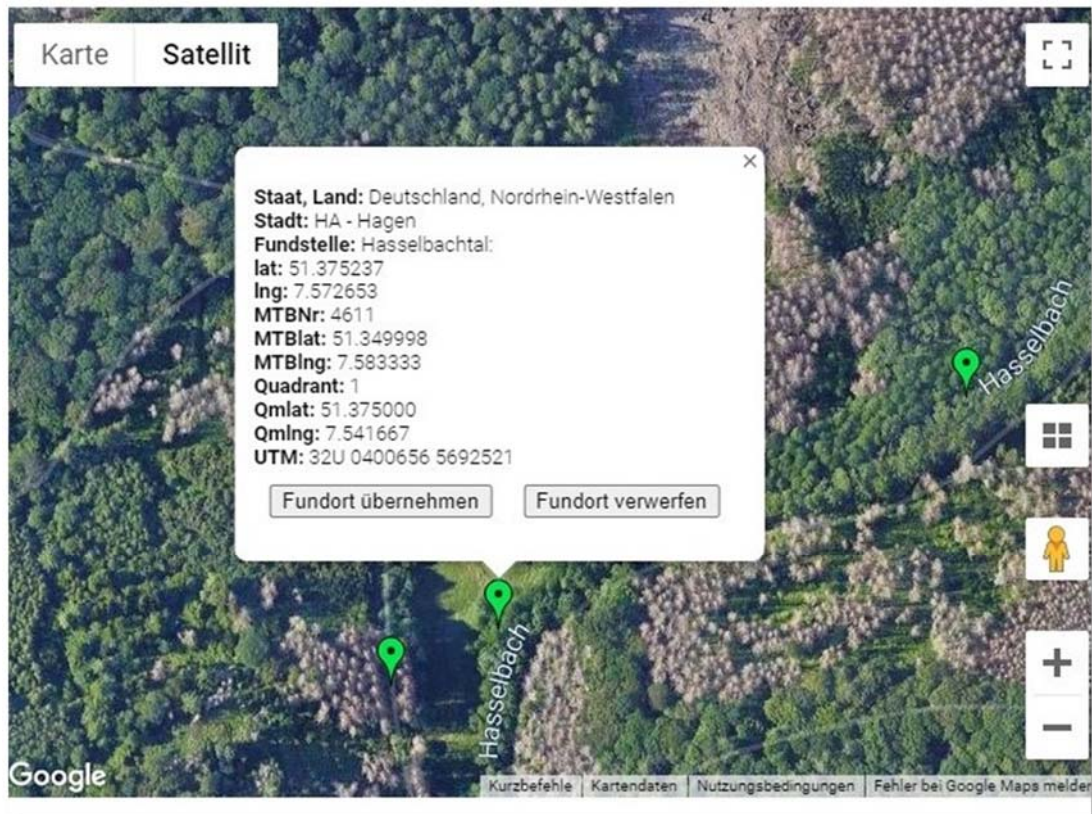 Karte Satellit
×
Staat, Land: Deutschland, Nordrhein-Westfalen
Stadt: HA - Hagen
Fundstelle: Hasselbachtal:
lat: 51.375237
lng: 7.572653
MTBNr: 4611
MTBlat: 51.349998
MTBlng: 7.583333
Quadrant: 1
Qmlat: 51.375000
Qmlng: 7.541667
UTM: 32U 0400656 5692521
Fundort übernehmen Fundort verwerfen
Hasselbach
Hasselbach
Google
Kurzbefehle Kartendaten Nutzungsbedingungen Fehler bei Google Maps melden